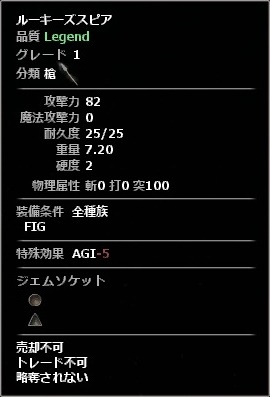 ルーキーズスピア
品質 Legend
グレード 1
分類 槍
攻撃力 82
魔法攻撃力 0
耐久度 25/25
重量 7.20
硬度 2
物理属性 斬0 打0 突100
装備条件 全種族
FIG
特殊効果 AGI-5
ジェムソケット
売却不可
トレード不可
略奪されない